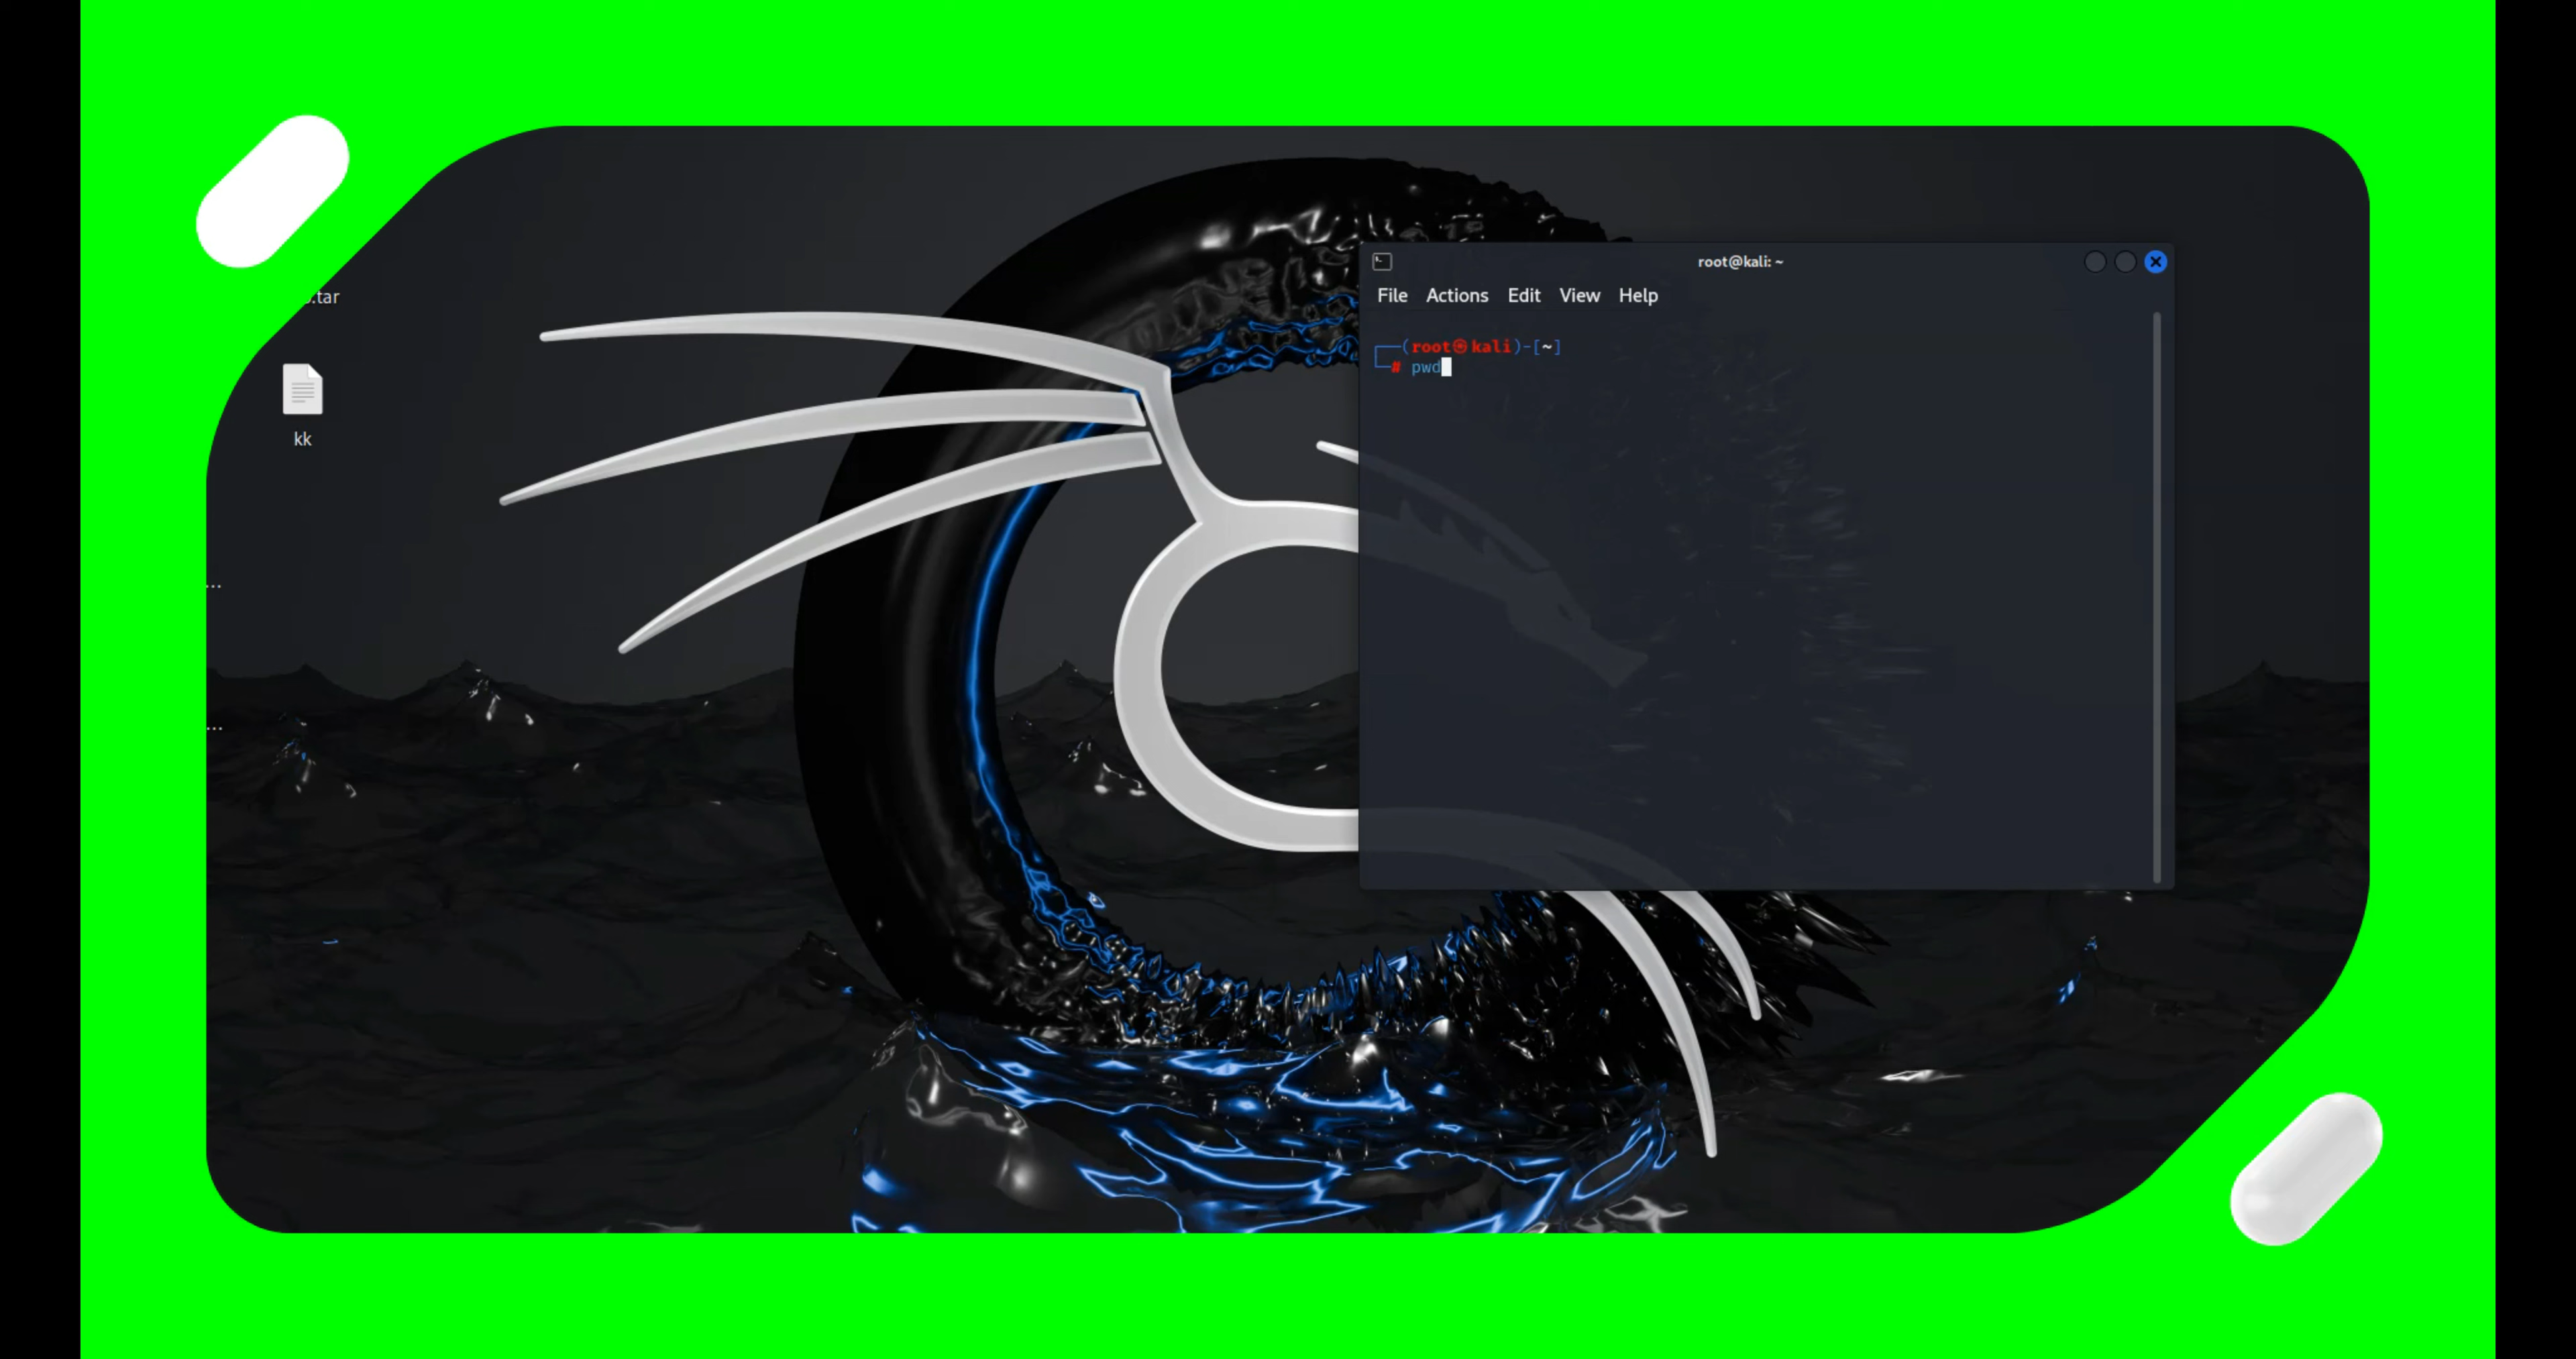 .tar
kk
...
...
root@kali: ~
File Actions Edit View Help
┌──(root㉿kali)-[~]
└─# pwd